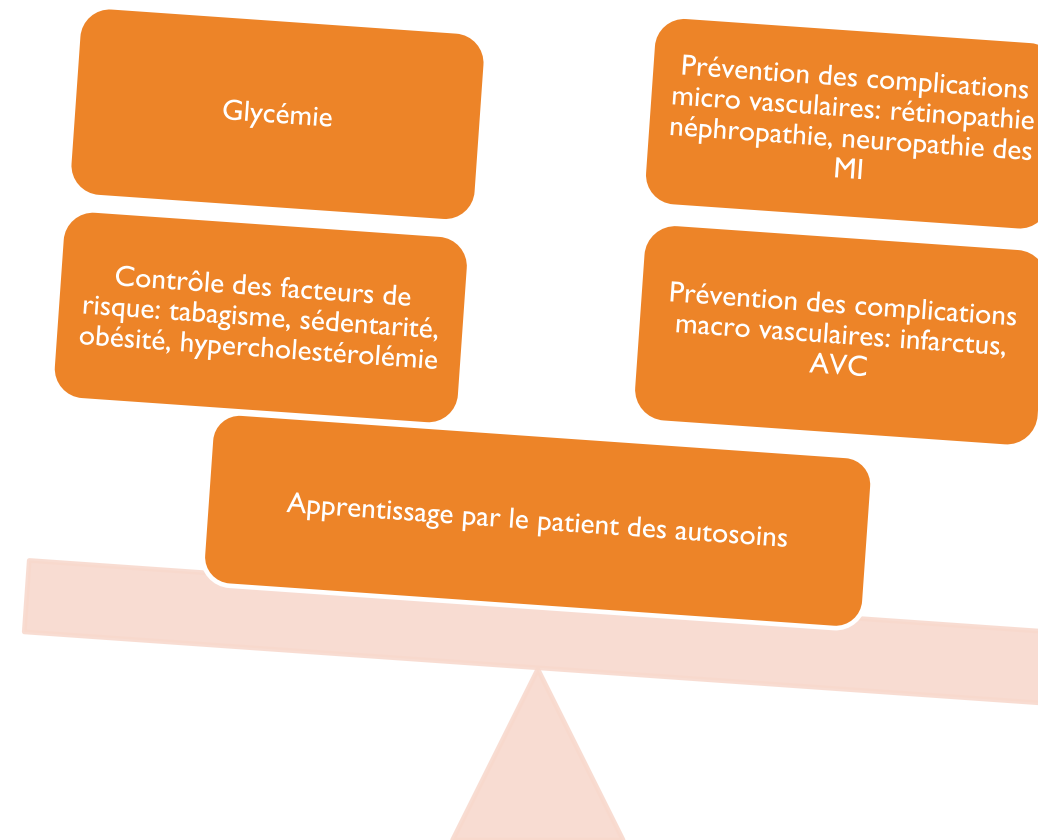 Glycémie
Prévention des complications
micro vasculaires: rétinopathie
néphropathie, neuropathie des
MI
Contrôle des facteurs de
risque: tabagisme, sédentarité,
obésité, hypercholestérolémie
Prévention des complications
macro vasculaires: infarctus,
AVC
Apprentissage par le patient des autosoins